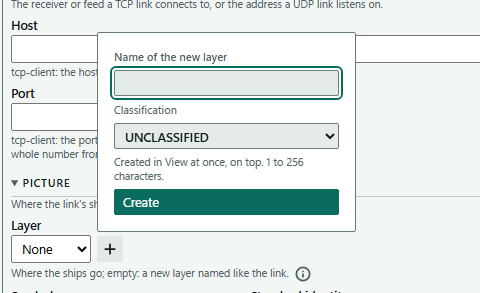 The receiver or feed a TCP link connects to, or the address a UDP link listens on.
Host
tcp-client: the host
Port
tcp-client: the port
whole number from
▼ PICTURE
Where the link's sh
Layer
None
+
Where the ships go; empty: a new layer named like the link.
Name of the new layer
Classification
UNCLASSIFIED
Created in View at once, on top. 1 to 256
characters.
Create